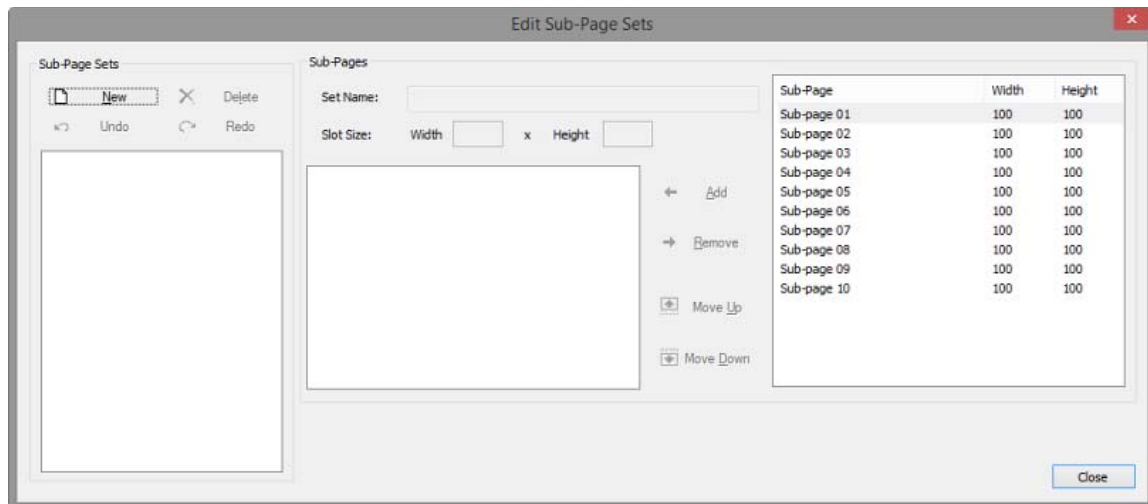 Edit Sub-Page Sets
Sub-Page Sets
New Delete
Undo Redo
Sub-Pages
Set Name:
Slot Size: Width x Height
Add
Remove
Move Up
Move Down
Sub-Page Width Height
Sub-page 01 100 100
Sub-page 02 100 100
Sub-page 03 100 100
Sub-page 04 100 100
Sub-page 05 100 100
Sub-page 06 100 100
Sub-page 07 100 100
Sub-page 08 100 100
Sub-page 09 100 100
Sub-page 10 100 100
Close